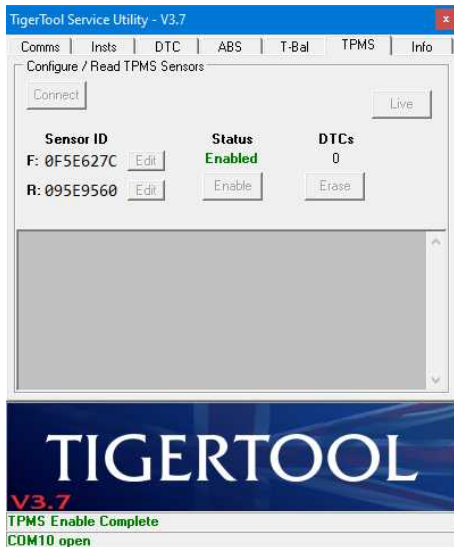 TigerTool Service Utility - V3.7
x
Comms Insts DTC ABS T-Bal TPMS Info
Configure / Read TPMS Sensors
Connect
Live
Sensor ID Status DTCs
F: 0F5E627C Edit Enabled 0
R: 095E9560 Edit Enable Erase
TIGERTOOL
V3.7
TPMS Enable Complete
COM10 open